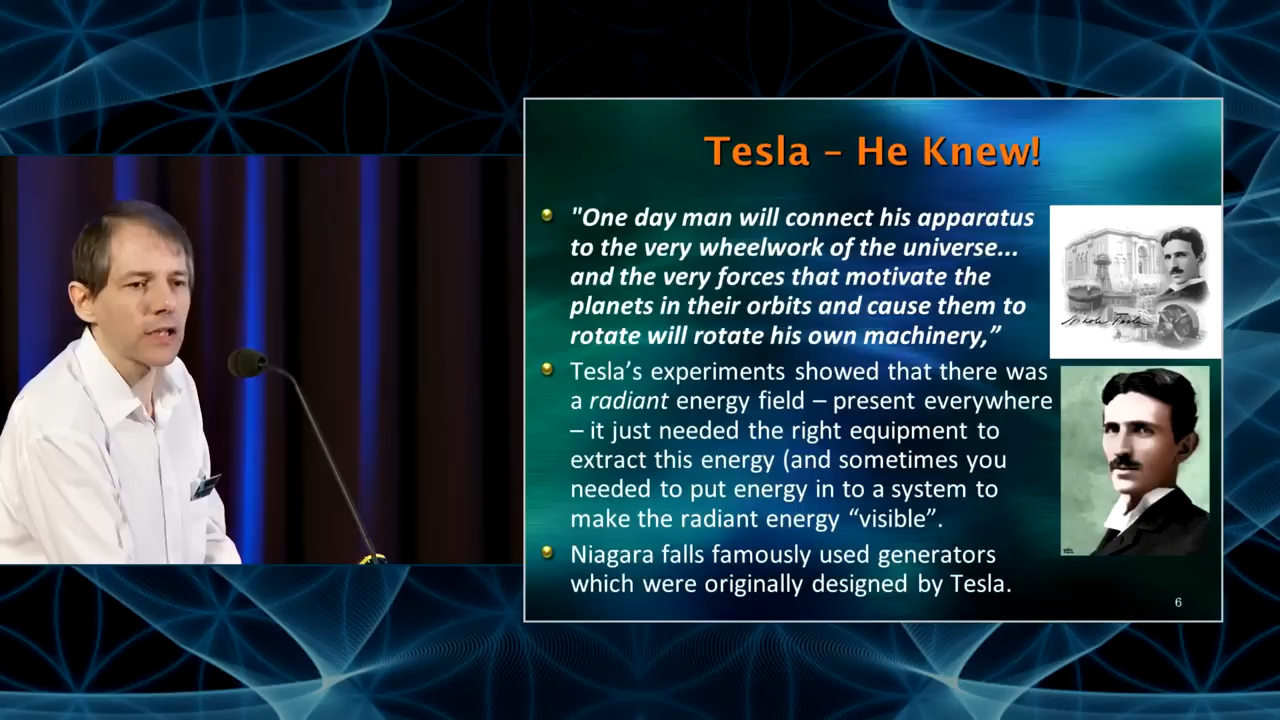 Tesla – He Knew!
"One day man will connect his apparatus
to the very wheelwork of the universe...
and the very forces that motivate the
planets in their orbits and cause them to
rotate will rotate his own machinery,”
Tesla’s experiments showed that there was
a radiant energy field – present everywhere
– it just needed the right equipment to
extract this energy (and sometimes you
needed to put energy in to a system to
make the radiant energy “visible”.
Niagara falls famously used generators
which were originally designed by Tesla.
6